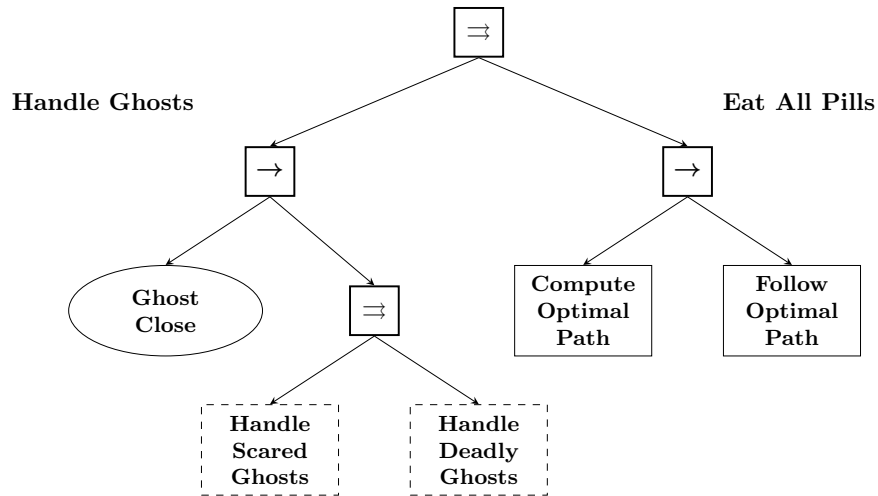 ⇉
Handle Ghosts
Eat All Pills
→
→
Ghost
Close
⇉
Compute
Optimal
Path
Follow
Optimal
Path
Handle
Scared
Ghosts
Handle
Deadly
Ghosts